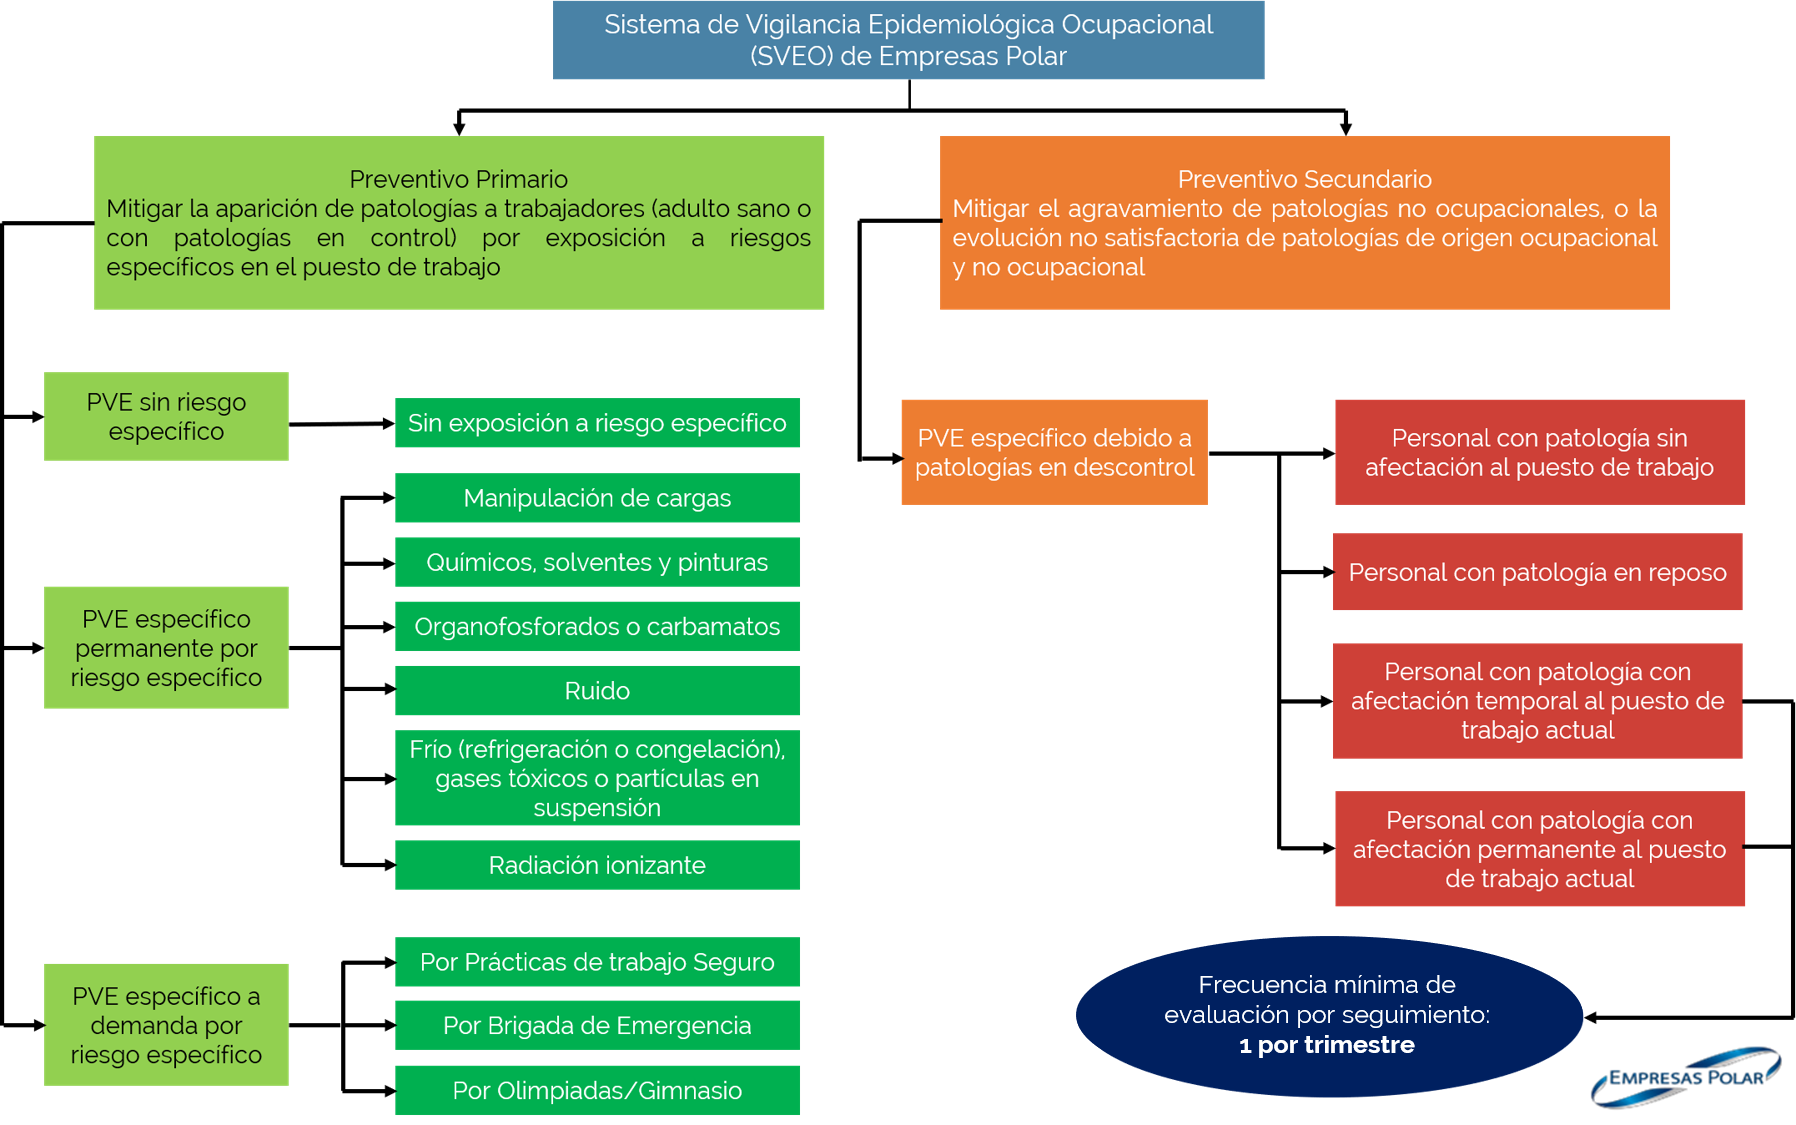 Sistema de Vigilancia Epidemiológica Ocupacional
(SVEO) de Empresas Polar
Preventivo Primario
Mitigar la aparición de patologías a trabajadores (adulto sano o
con patologías en control) por exposición a riesgos
específicos en el puesto de trabajo
Preventivo Secundario
Mitigar el agravamiento de patologías no ocupacionales, o la
evolución no satisfactoria de patologías de origen ocupacional
y no ocupacional
PVE sin riesgo
específico
Sin exposición a riesgo específico
PVE específico
permanente por
riesgo específico
Manipulación de cargas
Químicos, solventes y pinturas
Organofosforados o carbamatos
Ruido
Frío (refrigeración o congelación),
gases tóxicos o partículas en
suspensión
Radiación ionizante
PVE específico a
demanda por
riesgo específico
Por Prácticas de trabajo Seguro
Por Brigada de Emergencia
Por Olimpiadas/Gimnasio
PVE específico debido a
patologías en descontrol
Personal con patología sin
afectación al puesto de trabajo
Personal con patología en reposo
Personal con patología con
afectación temporal al puesto de
trabajo actual
Personal con patología con
afectación permanente al puesto
de trabajo actual
Frecuencia mínima de
evaluación por seguimiento:
1 por trimestre
EMPRESAS POLAR